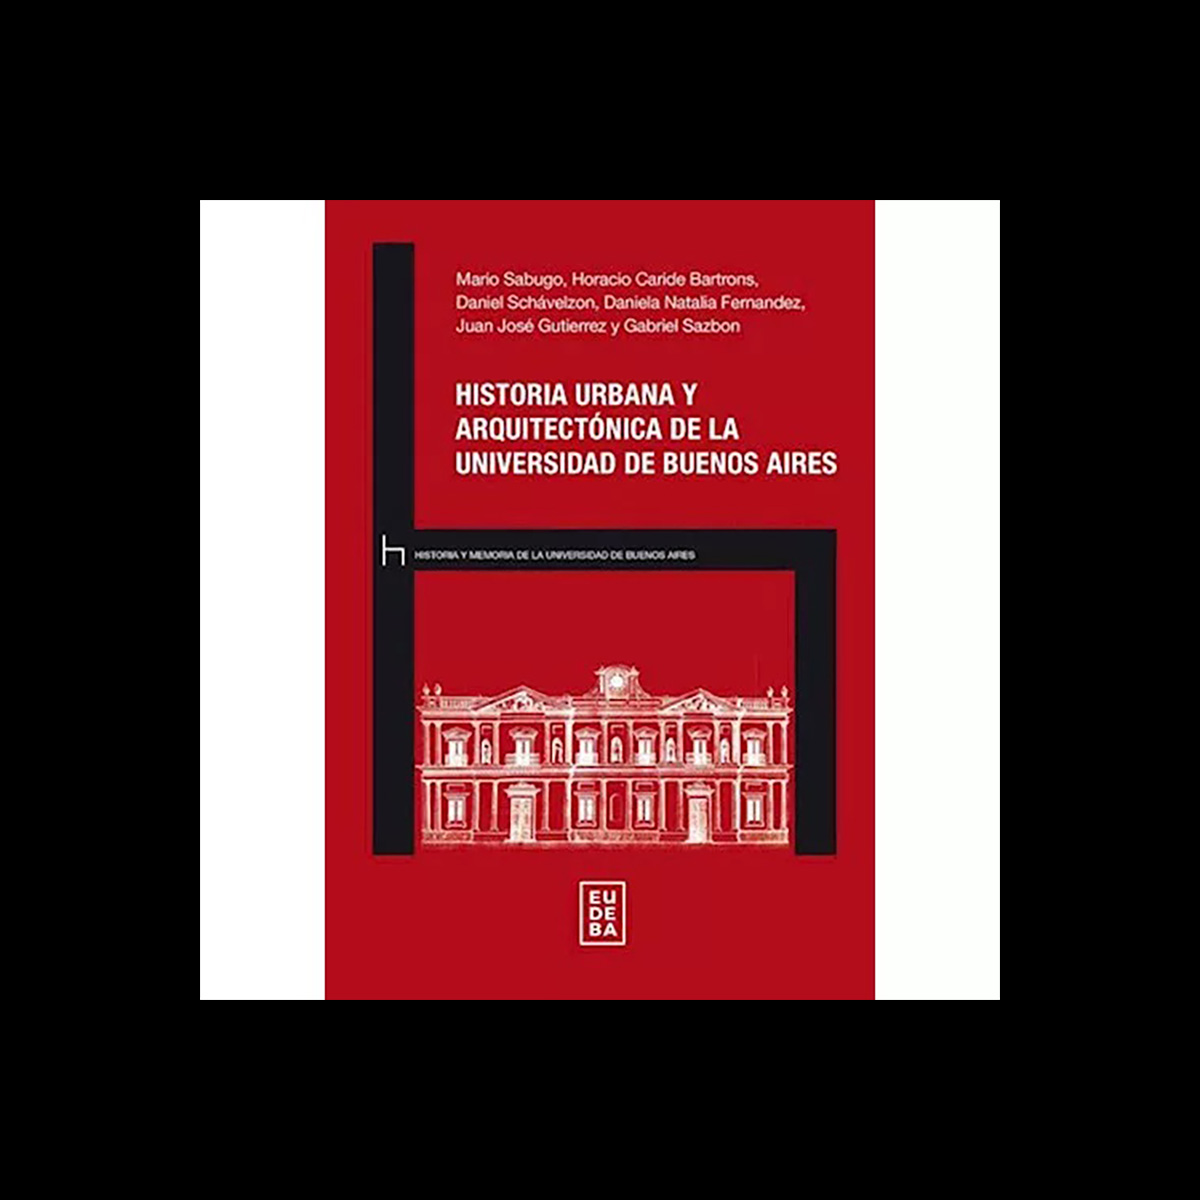 Mario Sabugo, Horacio Caride Bartrons,
Daniel Schávelzon, Daniela Natalia Fernandez,
Juan José Gutierrez y Gabriel Sazbon
HISTORIA URBANA Y
ARQUITECTÓNICA DE LA
UNIVERSIDAD DE BUENOS AIRES
h HISTORIA Y MEMORIA DE LA UNIVERSIDAD DE BUENOS AIRES
EU
DE
BA